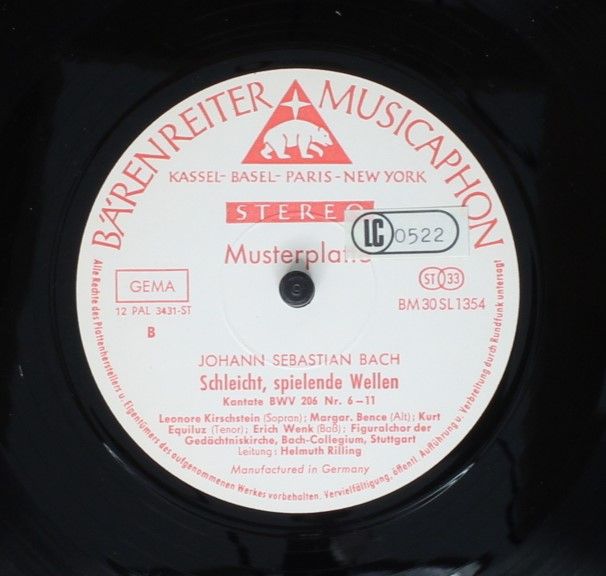 BÄRENREITER MUSICAPHON
KASSEL- BASEL- PARIS - NEW YORK
STEREO
LC 0522
GEMA
ST 33
12 PAL 3431-ST
BM 30 SL 1354
B
JOHANN SEBASTIAN BACH
Schleicht, spielende Wellen
Kantate BWV 206 Nr. 6-11
Leonore Kirschstein (Sopran); Margar. Bence (Alt); Kurt
Equiluz (Tenor); Erich Wenk (Baß); Figuralchor der
Gedächtniskirche, Bach-Collegium, Stuttgart
Leitung: Helmuth Rilling
Manufactured in Germany
Alle Rechte des Plattenherstellers u. Eigentümers des aufgenommenen Werkes vorbehalten. Vervielfältigung, öffentl. Aufführung u. Verbreitung durch Rundfunk untersagt